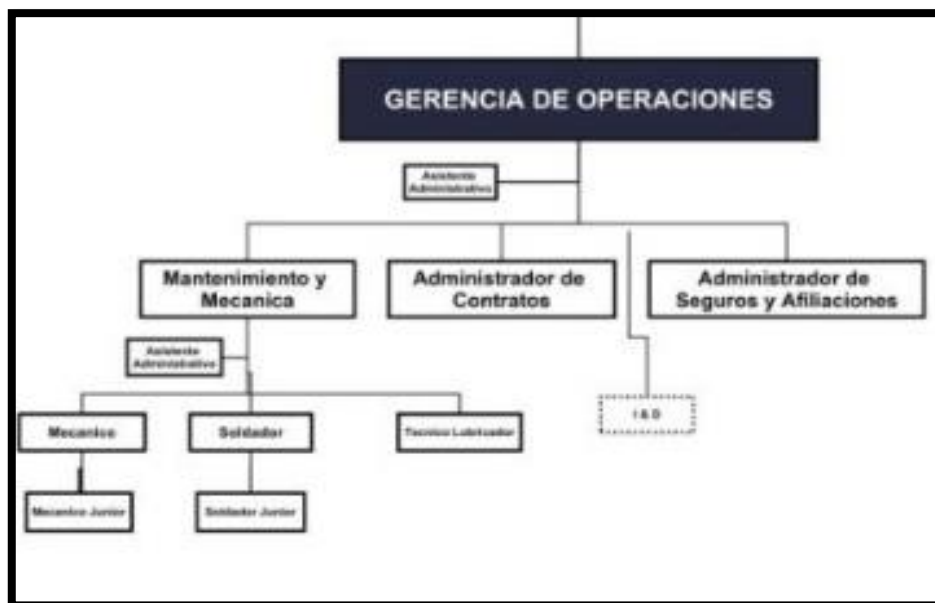 GERENCIA DE OPERACIONES
Asistente
Administrativo
Mantenimiento y
Mecanica
Administrador de
Contratos
Administrador de
Seguros y Afiliaciones
Asistente
Administrativo
I & D
Mecanico
Soldador
Tecnico Lubricador
Mecanico Junior
Soldador Junior